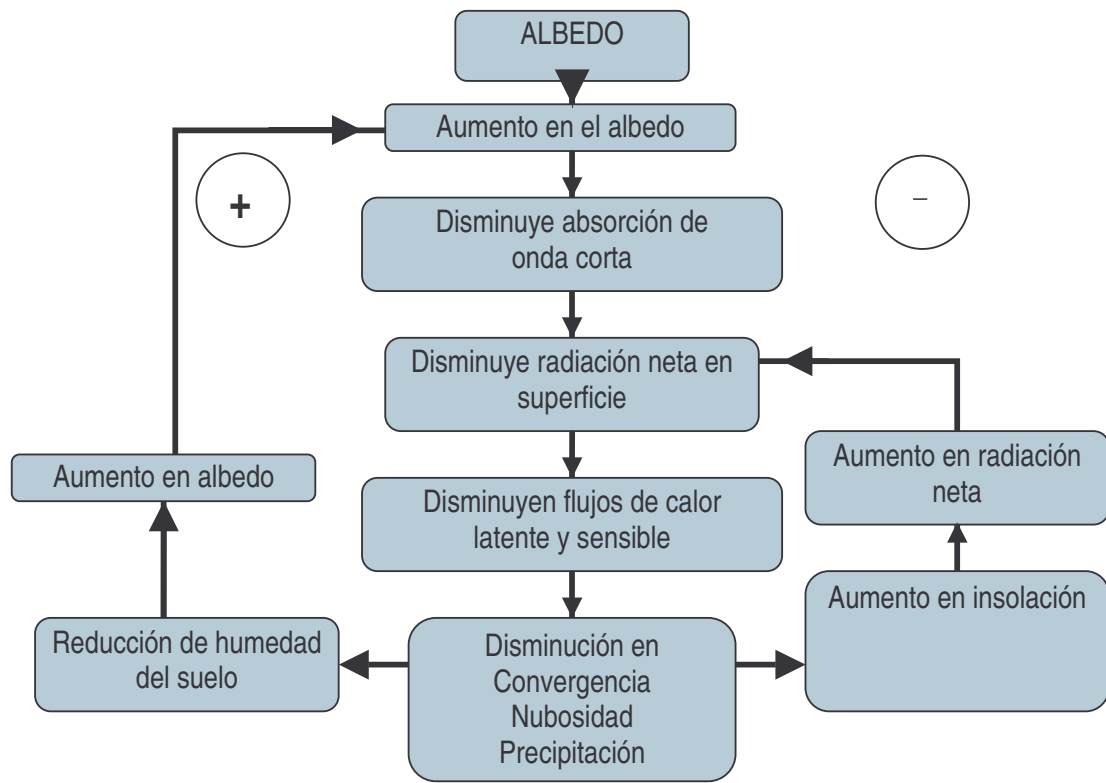 ALBEDO
Aumento en el albedo
+
–
Disminuye absorción de
onda corta
Disminuye radiación neta en
superficie
Aumento en albedo
Aumento en radiación
neta
Disminuyen flujos de calor
latente y sensible
Aumento en insolación
Reducción de humedad
del suelo
Disminución en
Convergencia
Nubosidad
Precipitación